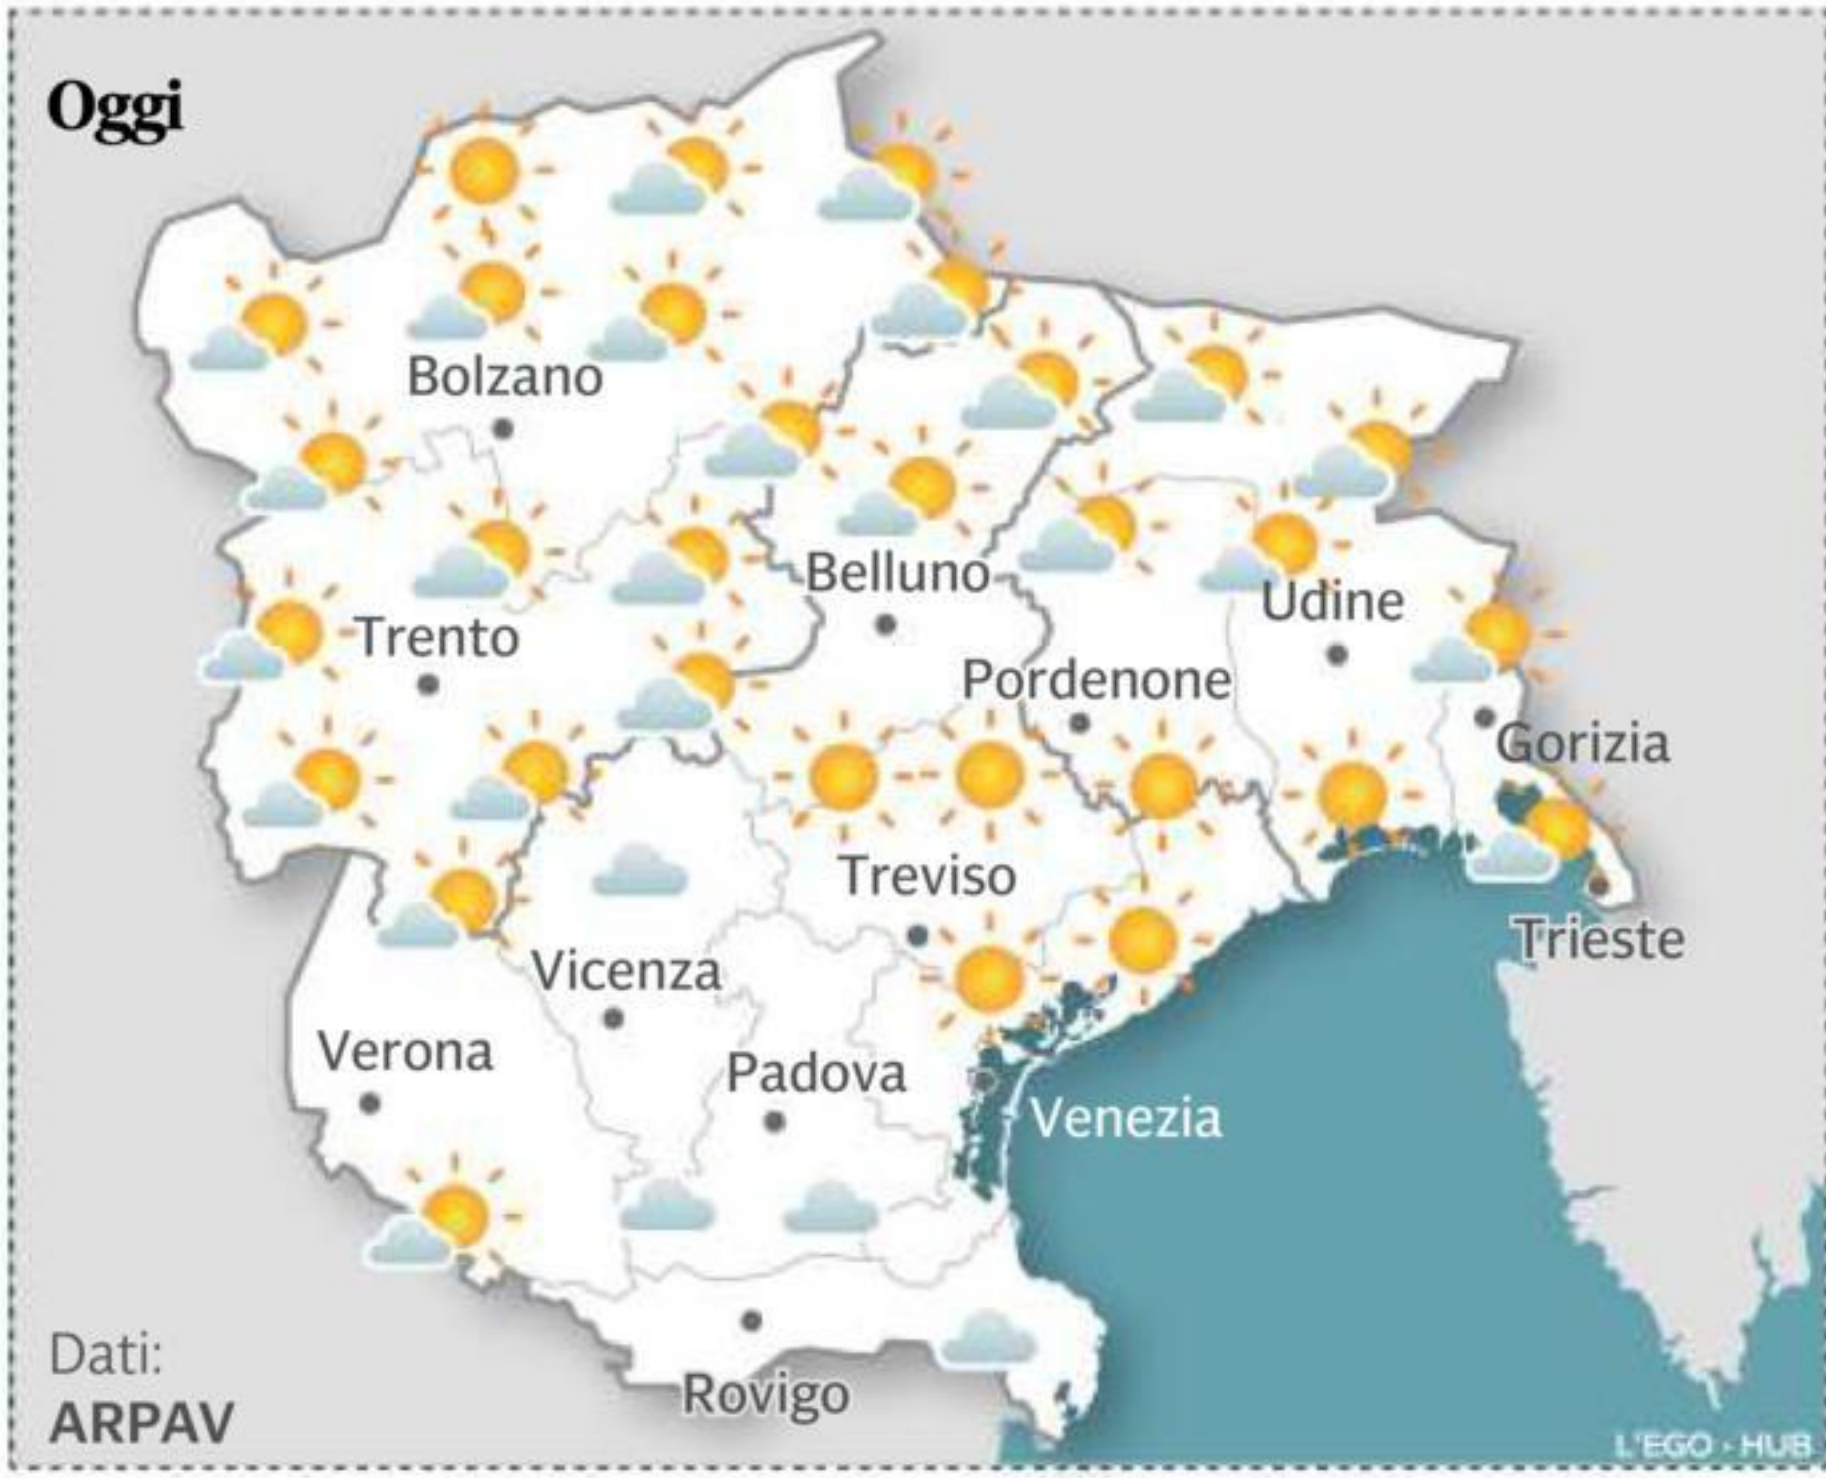 Oggi
Bolzano
Belluno
Udine
Trento
Pordenone
Gorizia
Treviso
Trieste
Vicenza
Verona
Padova
Venezia
Dati:
ARPAV
Rovigo
L'EGO - HUB